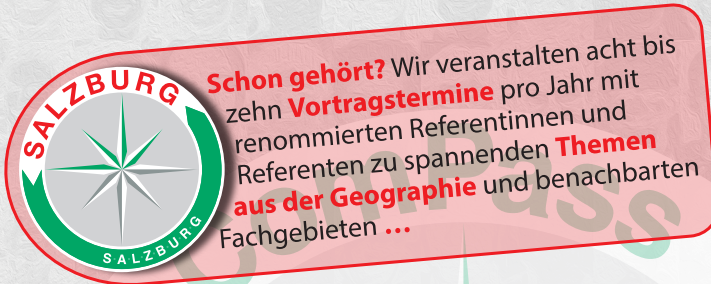 SALZBURG
SALZBURG
Schon gehört? Wir veranstalten acht bis
zehn Vortragstermine pro Jahr mit
renommierten Referentinnen und
Referenten zu spannenden Themen
aus der Geographie und benachbarten
Fachgebieten ...
ComPass